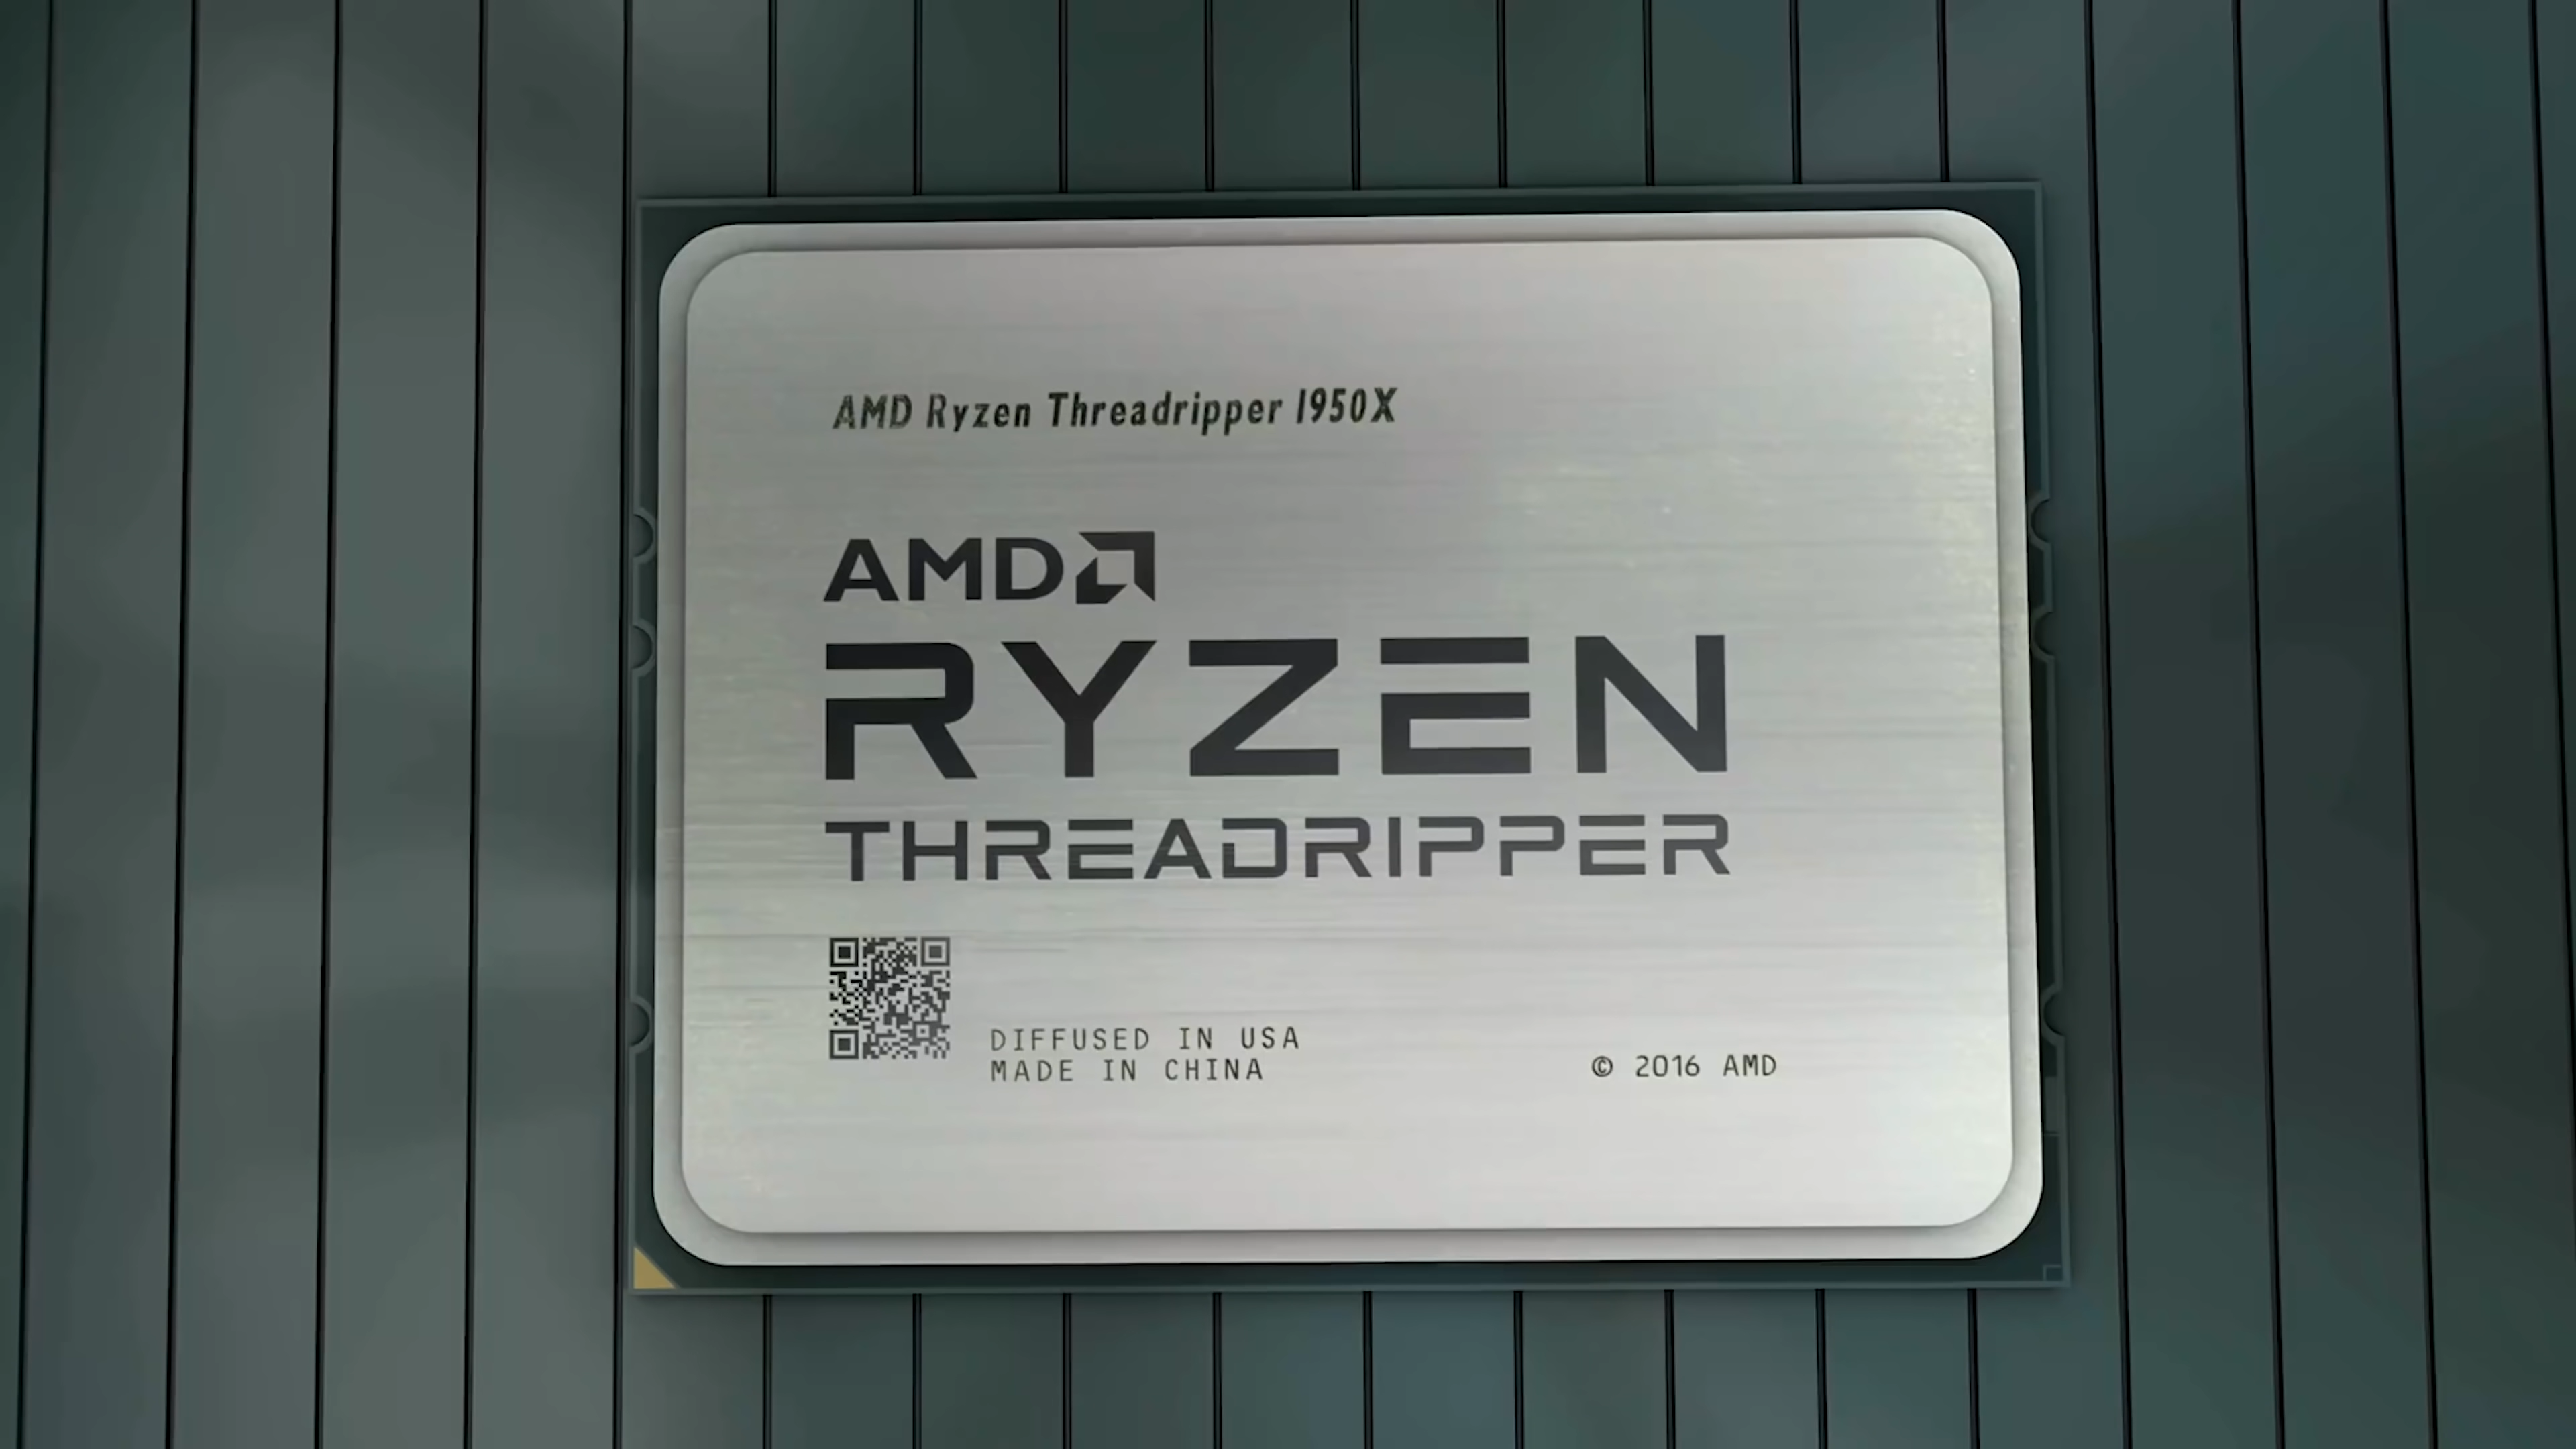 AMD Ryzen Threadripper 1950X
AMD
RYZEN
THREADRIPPER
DIFFUSED IN USA
MADE IN CHINA
© 2016 AMD